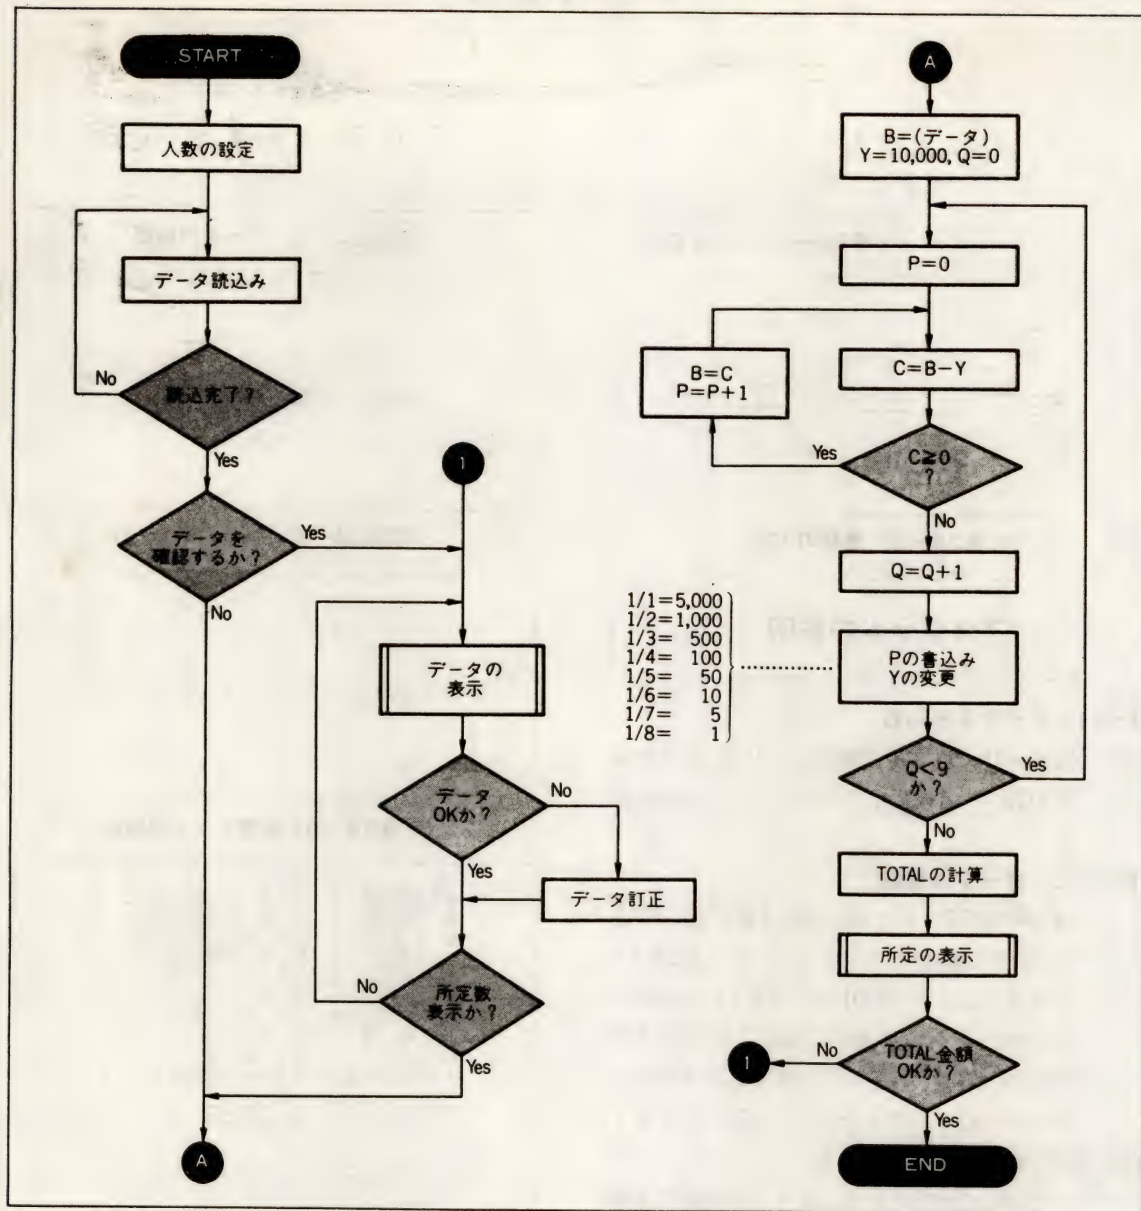 START
人数の設定
データ読込み
読込完了?
No
Yes
データを
確認するか?
Yes
No
1
データの
表示
データ
OKか?
No
Yes
データ訂正
所定数
表示か?
No
Yes
A
A
B=(データ)
Y=10,000, Q=0
P=0
B=C
P=P+1
C=B−Y
C≧0
?
Yes
No
Q=Q+1
1/1=5,000
1/2=1,000
1/3= 500
1/4= 100
1/5= 50
1/6= 10
1/7= 5
1/8= 1
Pの書込み
Yの変更
Q<9
か?
Yes
No
TOTALの計算
所定の表示
TOTAL金額
OKか?
No
1
Yes
END